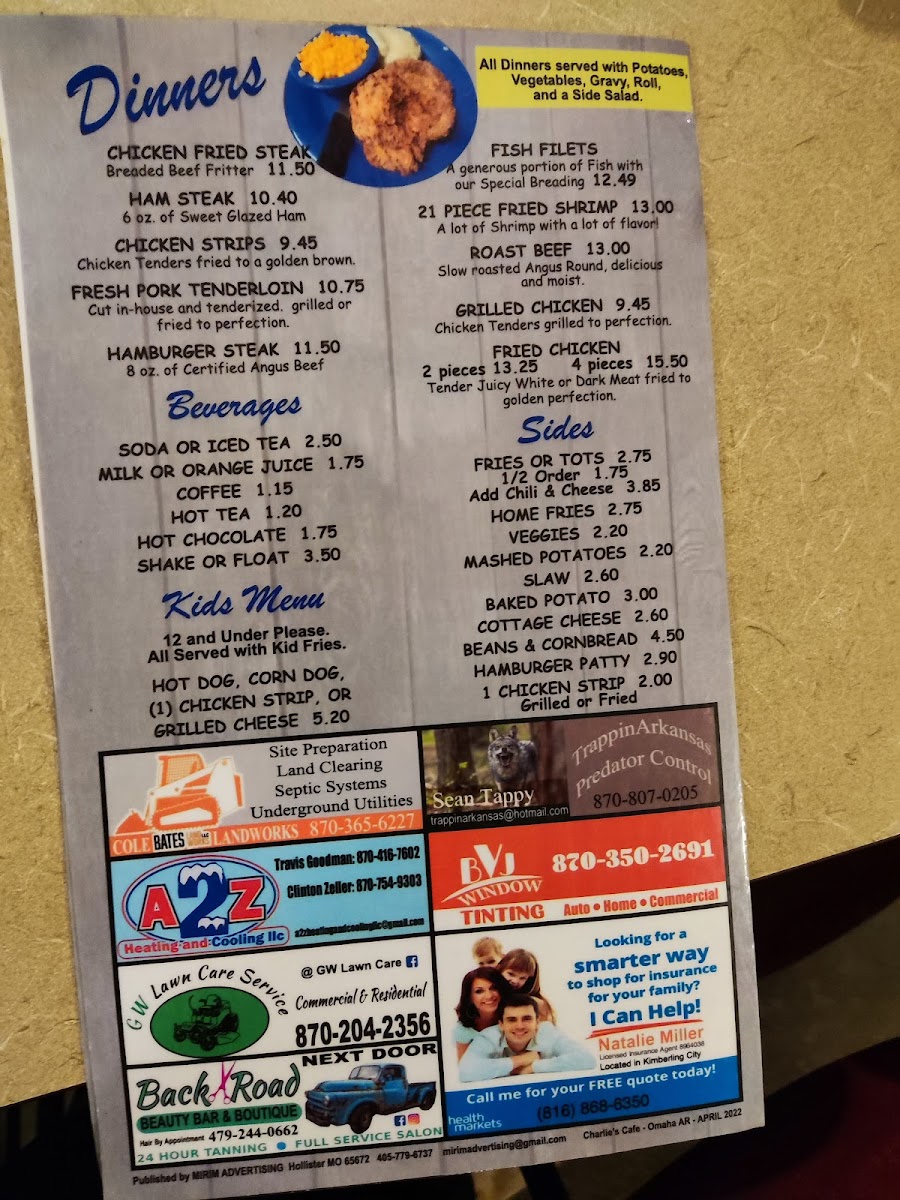 Dinners
All Dinners served with Potatoes,
Vegetables, Gravy, Roll,
and a Side Salad.
CHICKEN FRIED STEAK
Breaded Beef Fritter 11.50
HAM STEAK 10.40
6 oz. of Sweet Glazed Ham
CHICKEN STRIPS 9.45
Chicken Tenders fried to a golden brown.
FRESH PORK TENDERLOIN 10.75
Cut in-house and tenderized. grilled or
fried to perfection.
HAMBURGER STEAK 11.50
8 oz. of Certified Angus Beef
FISH FILETS
A generous portion of Fish with
our Special Breading 12.49
21 PIECE FRIED SHRIMP 13.00
A lot of Shrimp with a lot of flavor!
ROAST BEEF 13.00
Slow roasted Angus Round, delicious
and moist.
GRILLED CHICKEN 9.45
Chicken Tenders grilled to perfection.
FRIED CHICKEN
2 pieces 13.25 4 pieces 15.50
Tender Juicy White or Dark Meat fried to
golden perfection.
Beverages
SODA OR ICED TEA 2.50
MILK OR ORANGE JUICE 1.75
COFFEE 1.15
HOT TEA 1.20
HOT CHOCOLATE 1.75
SHAKE OR FLOAT 3.50
Kids Menu
12 and Under Please.
All Served with Kid Fries.
HOT DOG, CORN DOG,
(1) CHICKEN STRIP, OR
GRILLED CHEESE 5.20
Sides
FRIES OR TOTS 2.75
1/2 Order 1.75
Add Chili & Cheese 3.85
HOME FRIES 2.75
VEGGIES 2.20
MASHED POTATOES 2.20
SLAW 2.60
BAKED POTATO 3.00
COTTAGE CHEESE 2.60
BEANS & CORNBREAD 4.50
HAMBURGER PATTY 2.90
1 CHICKEN STRIP 2.00
Grilled or Fried
Site Preparation
Land Clearing
Septic Systems
Underground Utilities
COLE BATES LANDWORKS 870-365-6227
TrappinArkansas
Predator Control
Sean Tappy
870-807-0205
trappinarkansas@hotmail.com
A2Z
Heating and Cooling llc
Travis Goodman: 870-416-7602
Clinton Zeller: 870-754-9303
a2zheatingandcoolingllc@gmail.com
BVJ
WINDOW
TINTING
870-350-2691
Auto • Home • Commercial
GW Lawn Care Service
@ GW Lawn Care
Commercial & Residential
870-204-2356
Looking for a
smarter way
to shop for insurance
for your family?
I Can Help!
Natalie Miller
Licensed Insurance Agent 8964038
Located in Kimberling City
Call me for your FREE quote today!
health
markets
(816) 868-6350
NEXT DOOR
Back Road
BEAUTY BAR & BOUTIQUE
Hair By Appointment 479-244-0662
24 HOUR TANNING • FULL SERVICE SALON
Published by MIRIM ADVERTISING Hollister MO 65672 405-779-6737 mirimadvertising@gmail.com Charlie's Cafe - Omaha AR - APRIL 2022